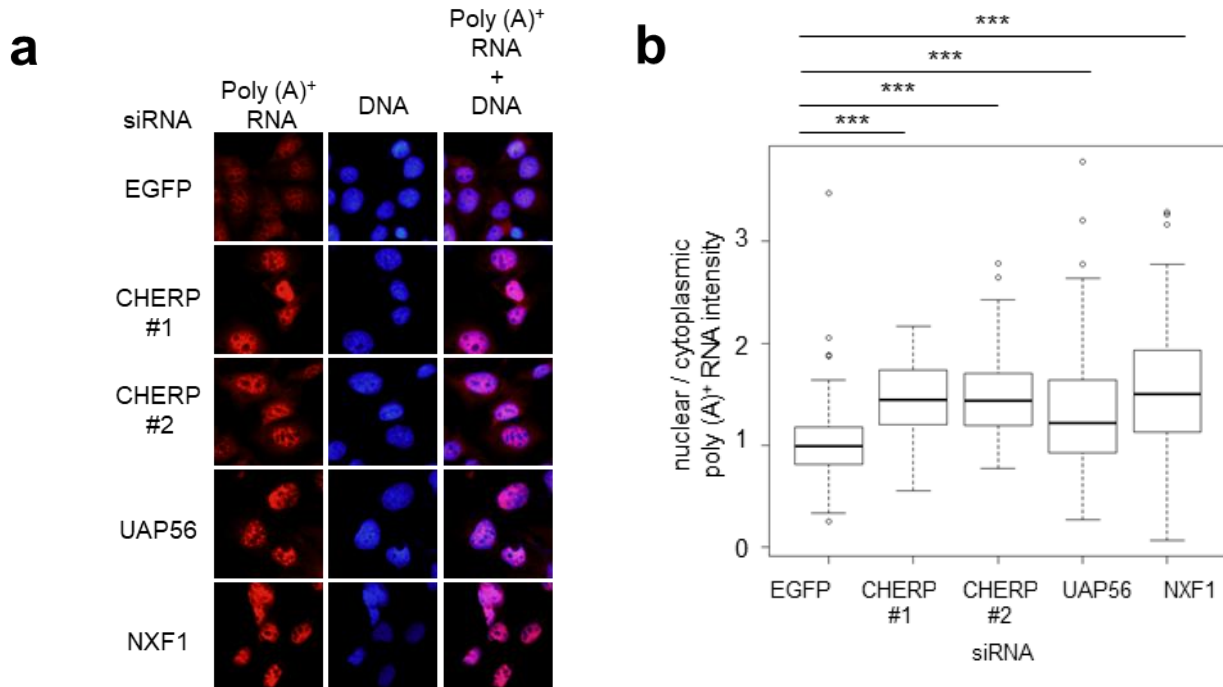 a
siRNA
Poly (A)⁺
RNA
DNA
Poly (A)⁺
RNA
+
DNA
EGFP
CHERP
#1
CHERP
#2
UAP56
NXF1
b
***
***
***
***
nuclear / cytoplasmic
poly (A)⁺ RNA intensity
3
2
1
0
EGFP
CHERP
#1
CHERP
#2
UAP56
NXF1
siRNA